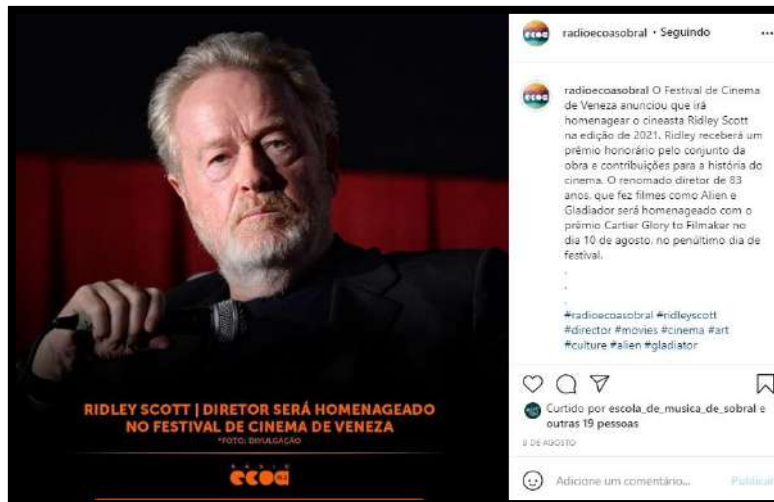 RIDLEY SCOTT | DIRETOR SERÁ HOMENAGEADO
NO FESTIVAL DE CINEMA DE VENEZA
*FOTO: DIVULGAÇÃO
RÁDIO
ecoa
ecoa
radioecoasobral • Seguindo
ecoa
radioecoasobral O Festival de Cinema
de Veneza anunciou que irá
homenagear o cineasta Ridley Scott
na edição de 2021. Ridley receberá um
prêmio honorário pelo conjunto da
obra e contribuições para a história do
cinema. O renomado diretor de 83
anos, que fez filmes como Alien e
Gladiador será homenageado com o
prêmio Cartier Glory to Filmaker no
dia 10 de agosto, no penúltimo dia de
festival.
.
.
.
#radioecoasobral #ridleyscott
#director #movies #cinema #art
#culture #alien #gladiator
Curtido por escola_de_musica_de_sobral e
outras 19 pessoas
DE AGOSTO
Adicione um comentário...
Publicar